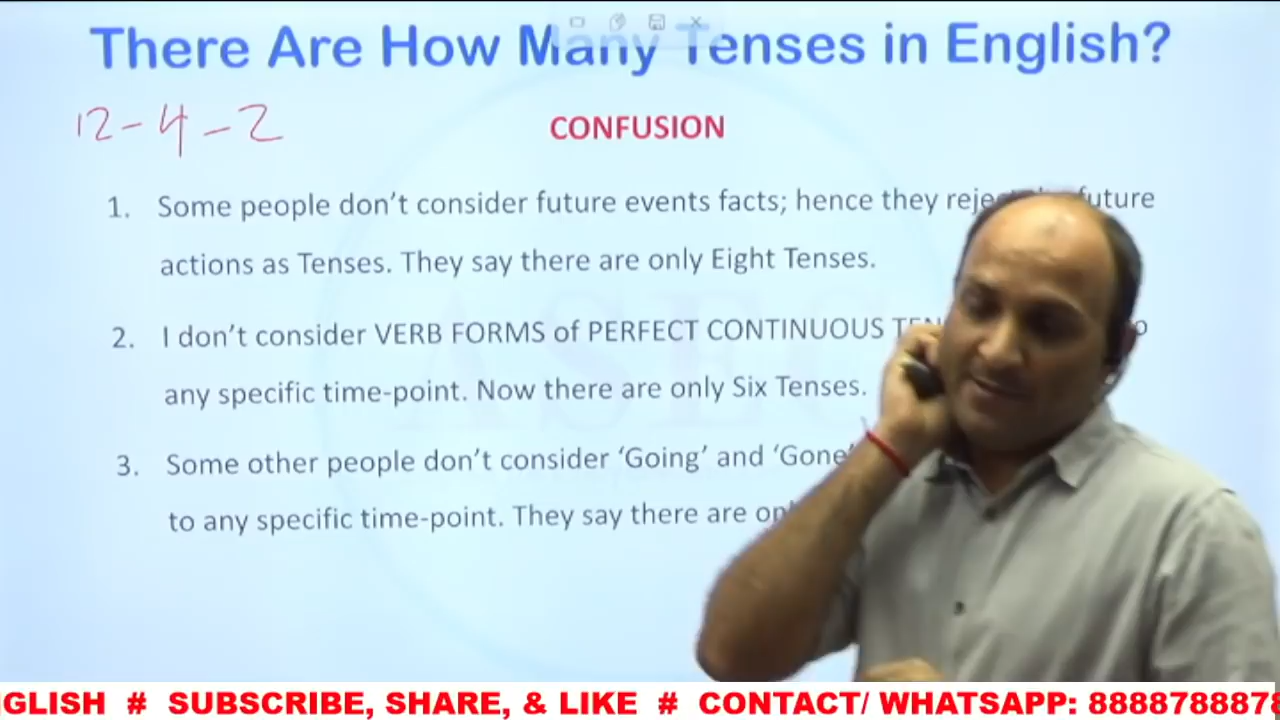 There Are How Many Tenses in English?
12-4-2
CONFUSION
1. Some people don't consider future events facts; hence they future
actions as Tenses. They say there are only Eight Tenses.
2. I don't consider VERB FORMS of PERFECT CONTINUOUS
any specific time-point. Now there are only Six Tenses.
3. Some other people don't consider 'Going' and 'Gone'
to any specific time-point. They say there are
ASEC
NGLISH # SUBSCRIBE, SHARE, & LIKE # CONTACT/ WHATSAPP: 8888788878